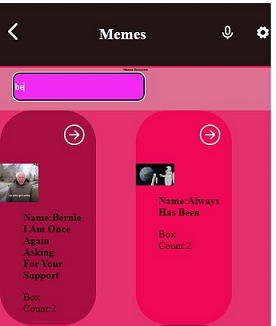 Memes
be
Name:Bernie
I Am Once
Again
Asking
For Your
Support
Box
Count:2
Name:Always
Has Been
Box
Count:2